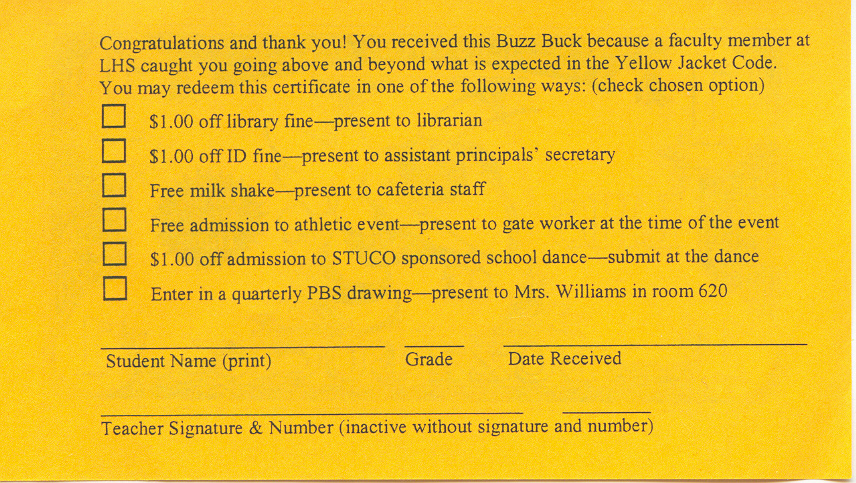 Congratulations and thank you! You received this Buzz Buck because a faculty member at
LHS caught you going above and beyond what is expected in the Yellow Jacket Code.
You may redeem this certificate in one of the following ways: (check chosen option)
$1.00 off library fine—present to librarian
$1.00 off ID fine—present to assistant principals' secretary
Free milk shake—present to cafeteria staff
Free admission to athletic event—present to gate worker at the time of the event
$1.00 off admission to STUCO sponsored school dance—submit at the dance
Enter in a quarterly PBS drawing—present to Mrs. Williams in room 620
Student Name (print) Grade Date Received
Teacher Signature & Number (inactive without signature and number)